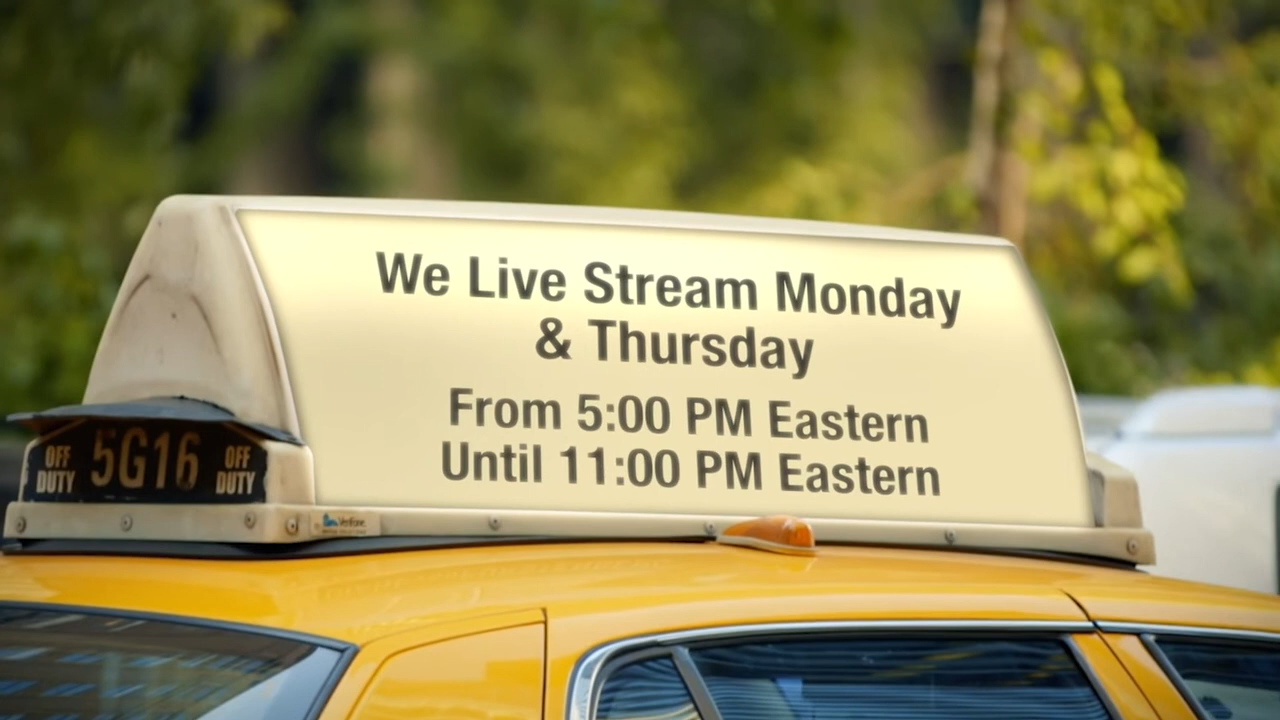 We Live Stream Monday
& Thursday
From 5:00 PM Eastern
Until 11:00 PM Eastern
OFF
DUTY
5G16
OFF
DUTY
VeriFone